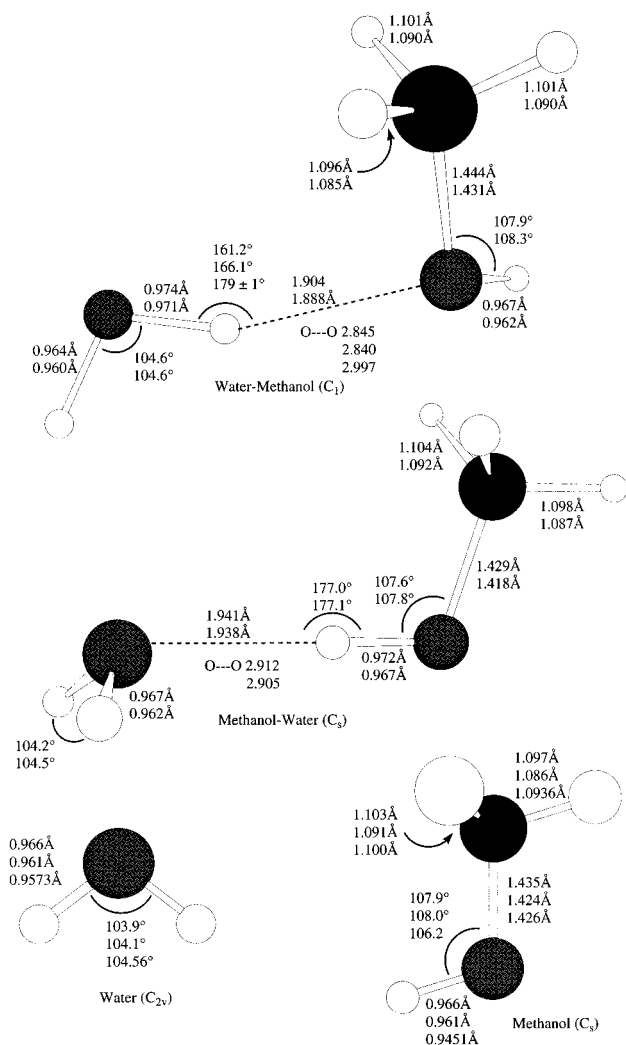 1.101Å
1.090Å
1.101Å
1.090Å
1.096Å
1.085Å
1.444Å
1.431Å
107.9°
108.3°
161.2°
166.1°
179 ± 1°
0.974Å
0.971Å
1.904
1.888Å
0.967Å
0.962Å
O---O 2.845
2.840
2.997
0.964Å
0.960Å
104.6°
104.6°
Water-Methanol (C₁)
1.104Å
1.092Å
1.098Å
1.087Å
1.429Å
1.418Å
177.0°
177.1°
107.6°
107.8°
1.941Å
1.938Å
O---O 2.912
2.905
0.972Å
0.967Å
0.967Å
0.962Å
Methanol-Water (Cₛ)
104.2°
104.5°
1.097Å
1.086Å
1.0936Å
1.103Å
1.091Å
1.100Å
0.966Å
0.961Å
0.9573Å
1.435Å
1.424Å
1.426Å
107.9°
108.0°
106.2
103.9°
104.1°
104.56°
Water (C₂ᵥ)
0.966Å
0.961Å
0.9451Å
Methanol (Cₛ)